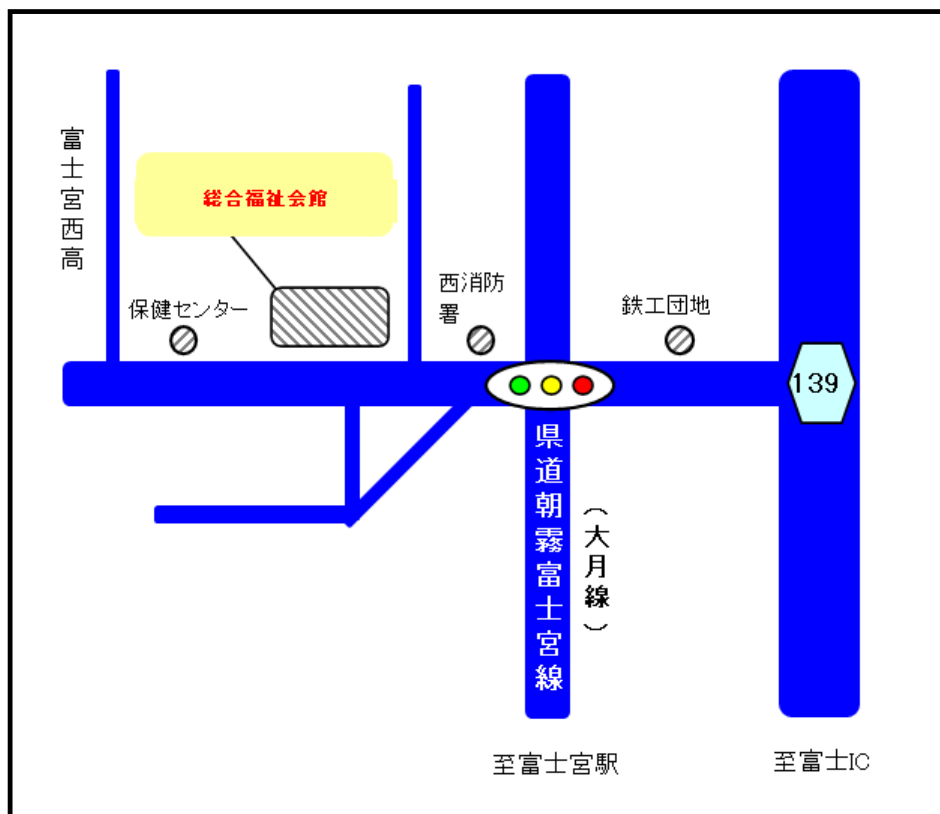 富士宮西高
総合福祉会館
保健センター
西消防
署
鉄工団地
139
県道朝霧富士宮線
（大月線）
至富士宮駅
至富士IC